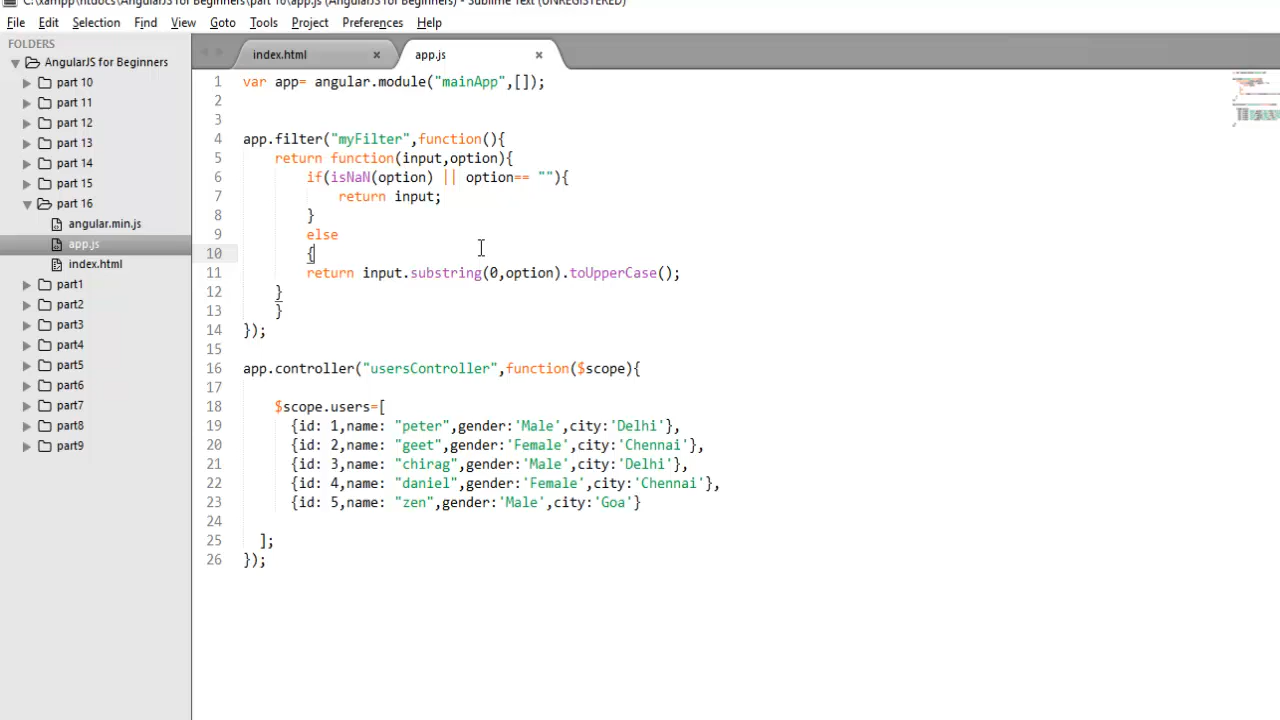 C:\xampp\htdocs\AngularJS for Beginners\part 16\app.js (AngularJS for Beginners) - Sublime Text (UNREGISTERED)
File Edit Selection Find View Goto Tools Project Preferences Help
FOLDERS
AngularJS for Beginners
part 10
part 11
part 12
part 13
part 14
part 15
part 16
angular.min.js
app.js
index.html
part1
part2
part3
part4
part5
part6
part7
part8
part9
index.html × app.js ×
1 var app= angular.module("mainApp",[]);
2
3
4 app.filter("myFilter",function(){
5 return function(input,option){
6 if(isNaN(option) || option== ""){
7 return input;
8 }
9 else
10 {
11 return input.substring(0,option).toUpperCase();
12 }
13 }
14 });
15
16 app.controller("usersController",function($scope){
17
18 $scope.users=[
19 {id: 1,name: "peter",gender:'Male',city:'Delhi'},
20 {id: 2,name: "geet",gender:'Female',city:'Chennai'},
21 {id: 3,name: "chirag",gender:'Male',city:'Delhi'},
22 {id: 4,name: "daniel",gender:'Female',city:'Chennai'},
23 {id: 5,name: "zen",gender:'Male',city:'Goa'}
24
25 ];
26 });